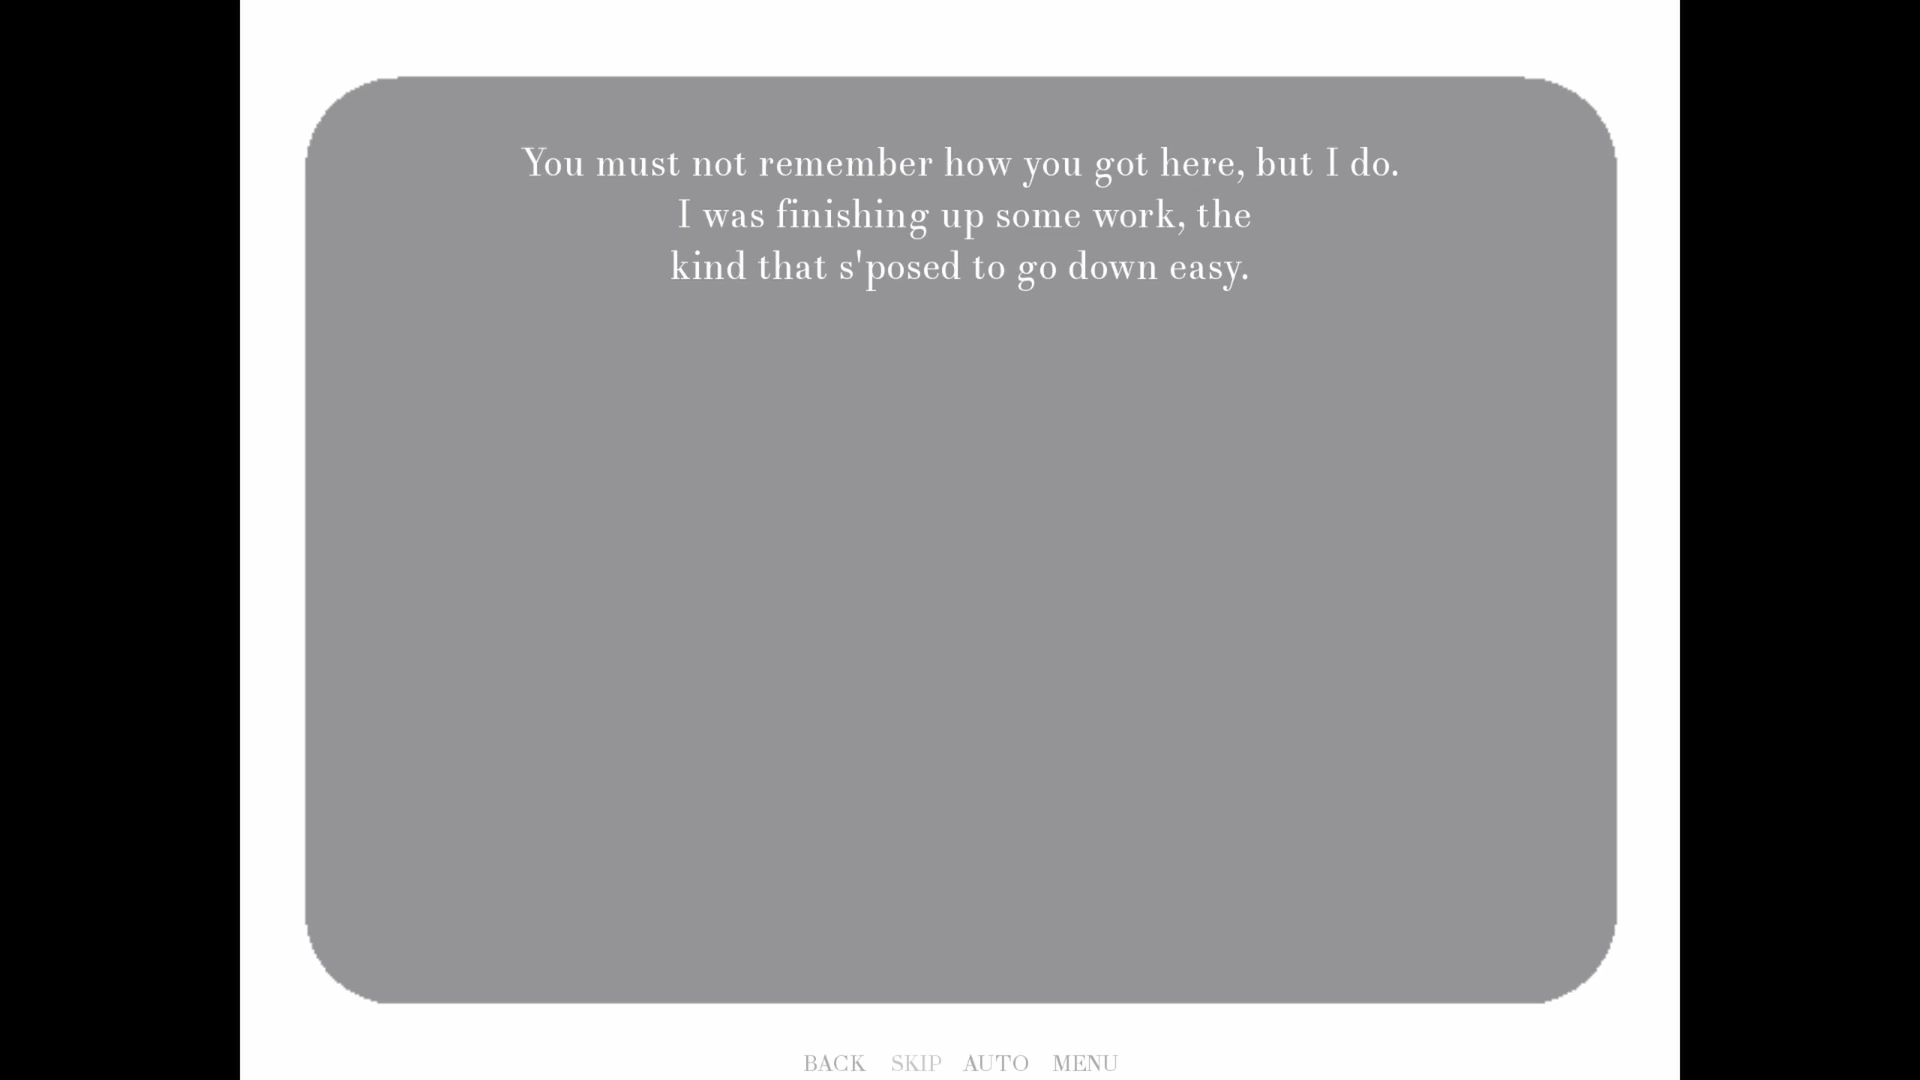 You must not remember how you got here, but I do.
I was finishing up some work, the
kind that s'posed to go down easy.
BACK SKIP AUTO MENU